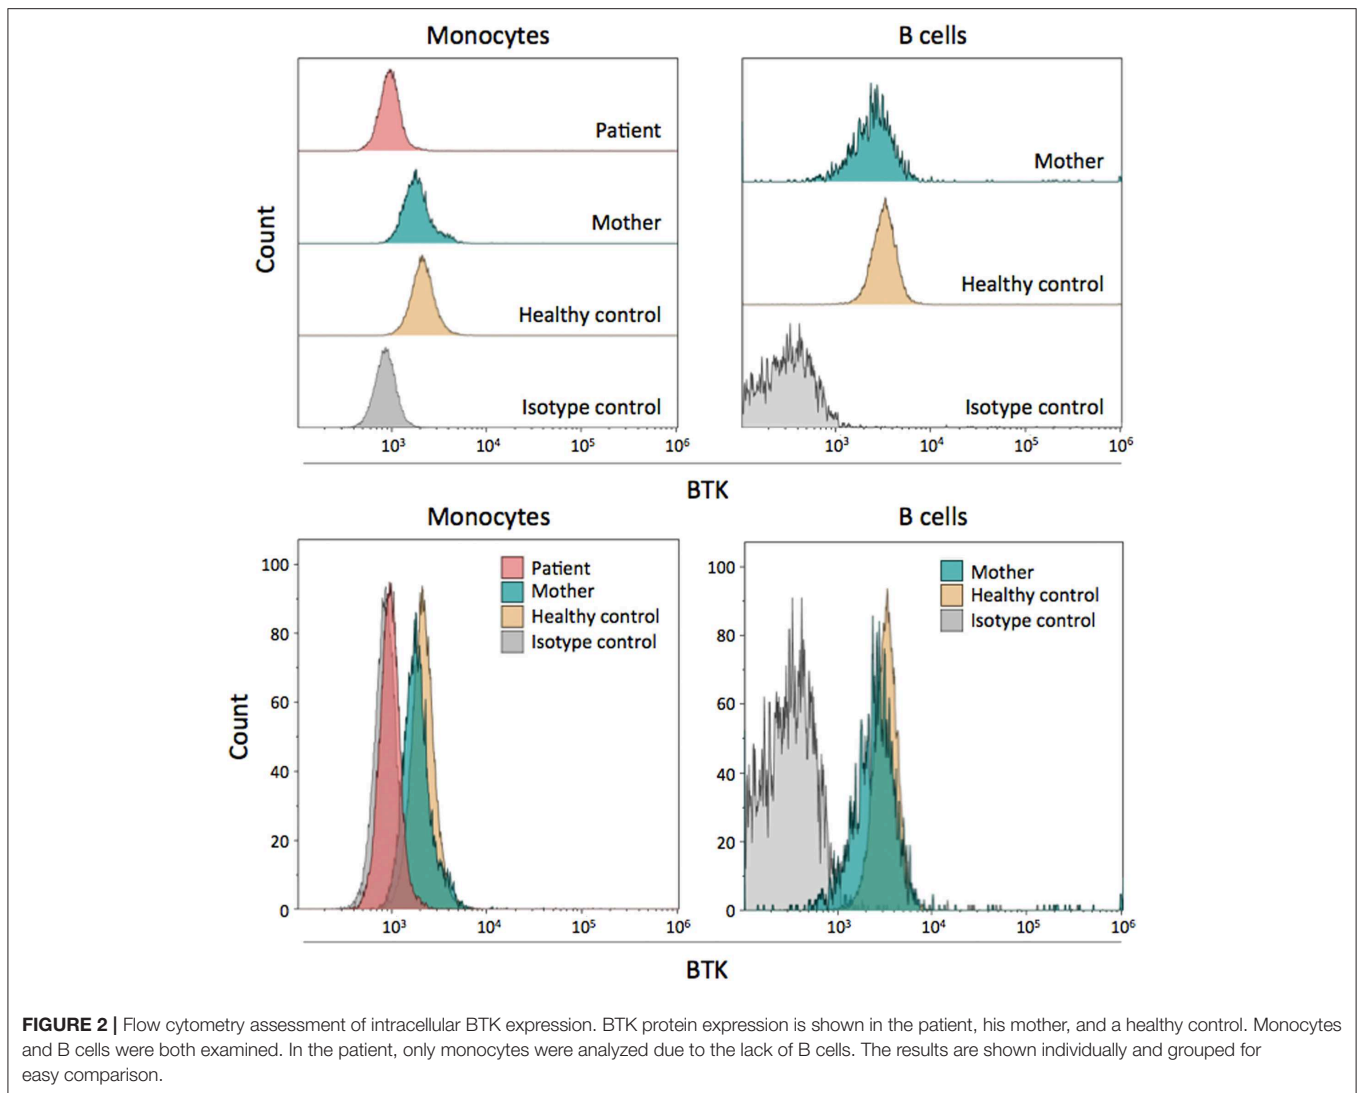 Monocytes
B cells
Patient
Mother
Healthy control
Isotype control
Count
10³ 10⁴ 10⁵ 10⁶
Mother
Healthy control
Isotype control
10³ 10⁴ 10⁵ 10⁶
BTK
Monocytes
B cells
100
80
60
40
20
0
Count
Patient
Mother
Healthy control
Isotype control
10³ 10⁴ 10⁵ 10⁶
100
80
60
40
20
0
Mother
Healthy control
Isotype control
10³ 10⁴ 10⁵ 10⁶
BTK
FIGURE 2 | Flow cytometry assessment of intracellular BTK expression. BTK protein expression is shown in the patient, his mother, and a healthy control. Monocytes
and B cells were both examined. In the patient, only monocytes were analyzed due to the lack of B cells. The results are shown individually and grouped for
easy comparison.